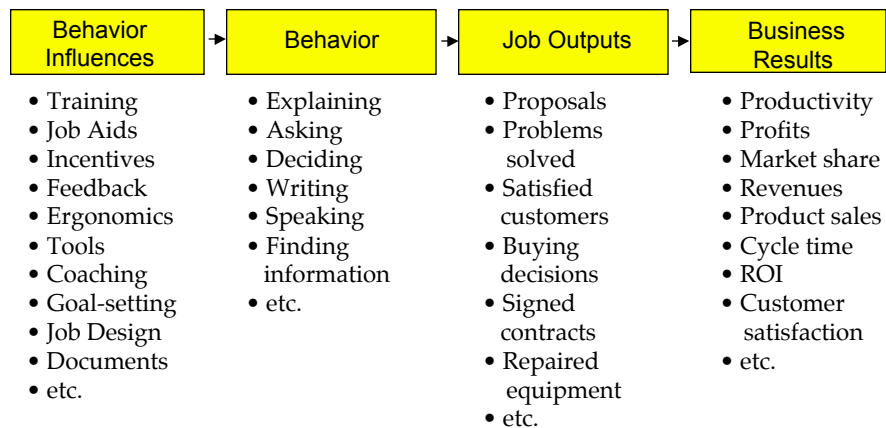 Behavior
Influences
Behavior
Job Outputs
Business
Results
• Training
• Job Aids
• Incentives
• Feedback
• Ergonomics
• Tools
• Coaching
• Goal-setting
• Job Design
• Documents
• etc.
• Explaining
• Asking
• Deciding
• Writing
• Speaking
• Finding
information
• etc.
• Proposals
• Problems
solved
• Satisfied
customers
• Buying
decisions
• Signed
contracts
• Repaired
equipment
• etc.
• Productivity
• Profits
• Market share
• Revenues
• Product sales
• Cycle time
• ROI
• Customer
satisfaction
• etc.